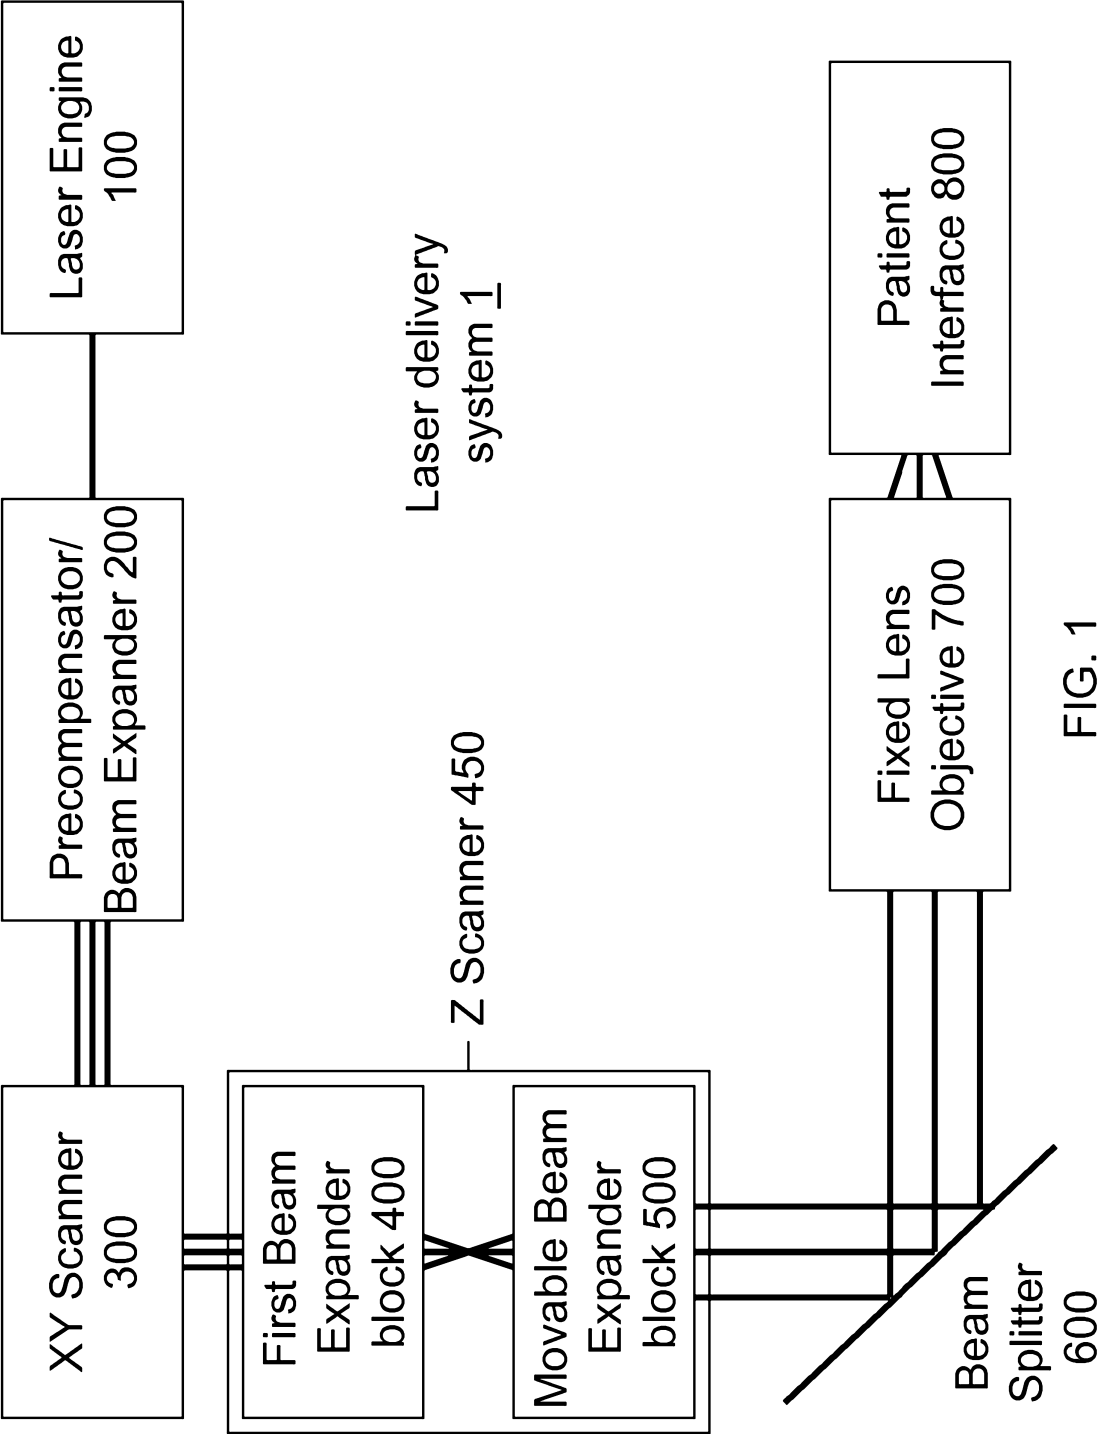 Laser Engine
100
Precompensator/
Beam Expander 200
XY Scanner
300
First Beam
Expander
block 400
Movable Beam
Expander
block 500
Z Scanner 450
Laser delivery
system 1
Beam
Splitter
600
Fixed Lens
Objective 700
Patient
Interface 800
FIG. 1